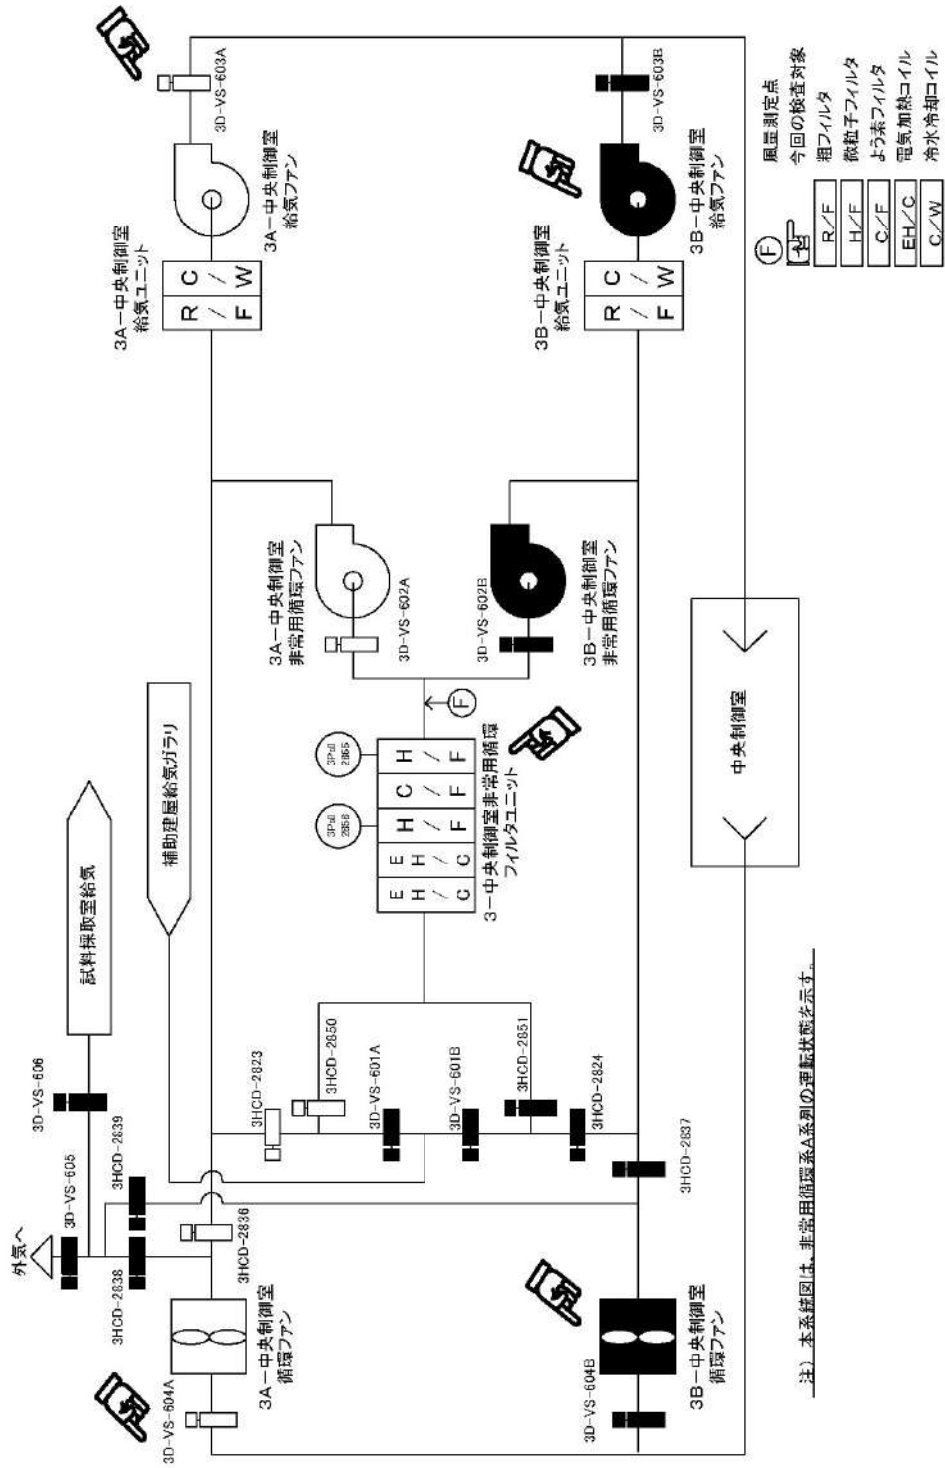 外気へ
3D-VS-605
3D-VS-606
試料採取室給気
補助建屋給気ガラリ
3HCD-2838
3HCD-2839
3D-VS-604A
3A-中央制御室
循環ファン
3HCD-2836
3HCD-2823
3HCD-2850
3D-VS-601A
3D-VS-601B
3HCD-2851
3HCD-2824
3HCD-2837
3D-VS-604B
3B-中央制御室
循環ファン
EH/C
EH/C
H/F
C/F
H/F
3-中央制御室非常用循環
フィルタユニット
F
3A-中央制御室
非常用循環ファン
3D-VS-602A
3D-VS-602B
3B-中央制御室
非常用循環ファン
3A-中央制御室
給気ユニット
R/F
C/W
3A-中央制御室
給気ファン
3D-VS-603A
3B-中央制御室
給気ユニット
R/F
C/W
3B-中央制御室
給気ファン
3D-VS-603B
中央制御室
F 風量測定点
今回の検査対象
R/F 粗フィルタ
H/F 微粒子フィルタ
C/F よう素フィルタ
EH/C 電気加熱コイル
C/W 冷水冷却コイル
注）本系統図は、非常用循環系A系列の運転状態を示す。